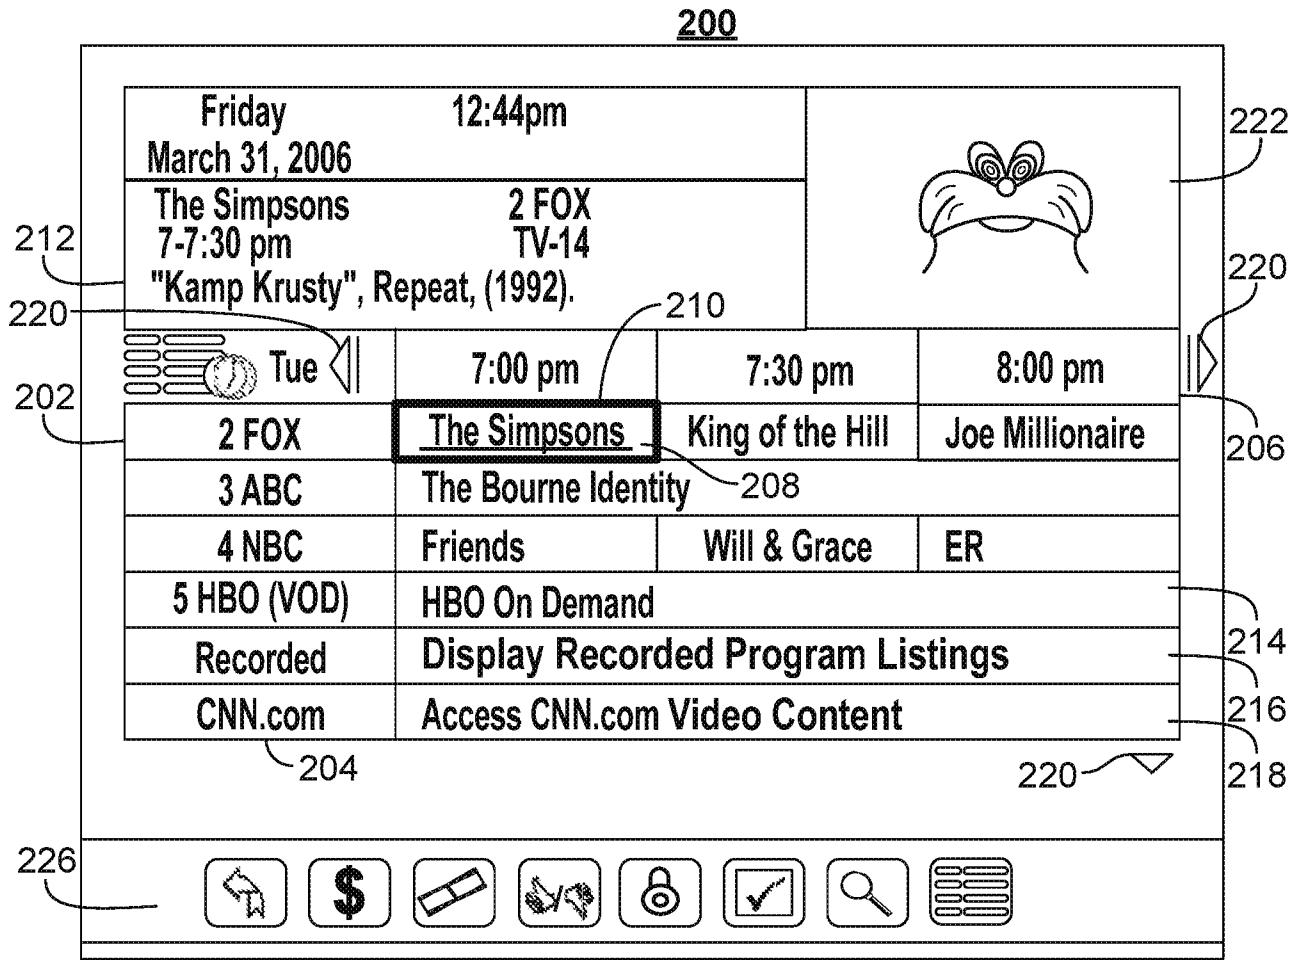 200
Friday 12:44pm
March 31, 2006
222
The Simpsons 2 FOX
7-7:30 pm TV-14
212
"Kamp Krusty", Repeat, (1992).
220
220
210
Tue 7:00 pm 7:30 pm 8:00 pm
202
2 FOX The Simpsons King of the Hill Joe Millionaire
206
3 ABC The Bourne Identity
208
4 NBC Friends Will & Grace ER
5 HBO (VOD) HBO On Demand
214
Recorded Display Recorded Program Listings
216
CNN.com Access CNN.com Video Content
204
220
218
226
$